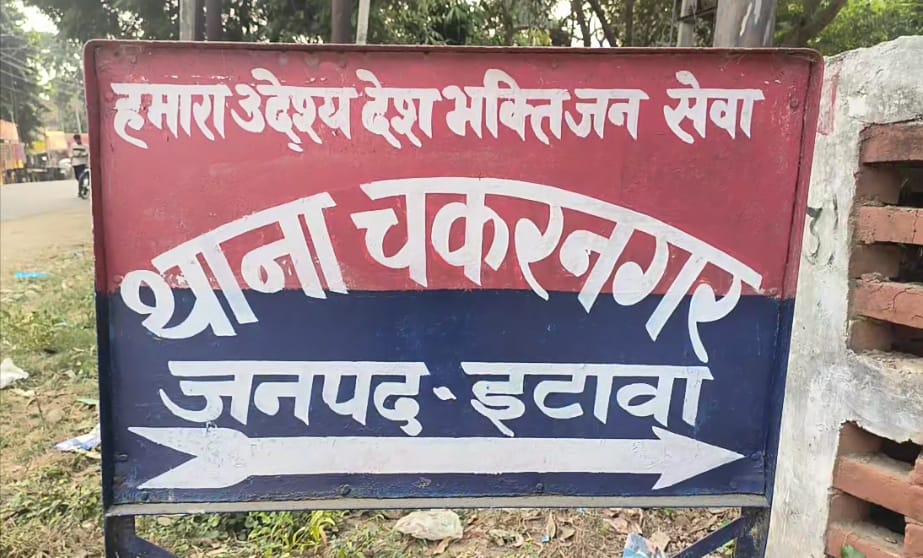 हमारा उदेश्य देश भक्ति जन सेवा
थाना चकरनगर
जनपद · इटावा